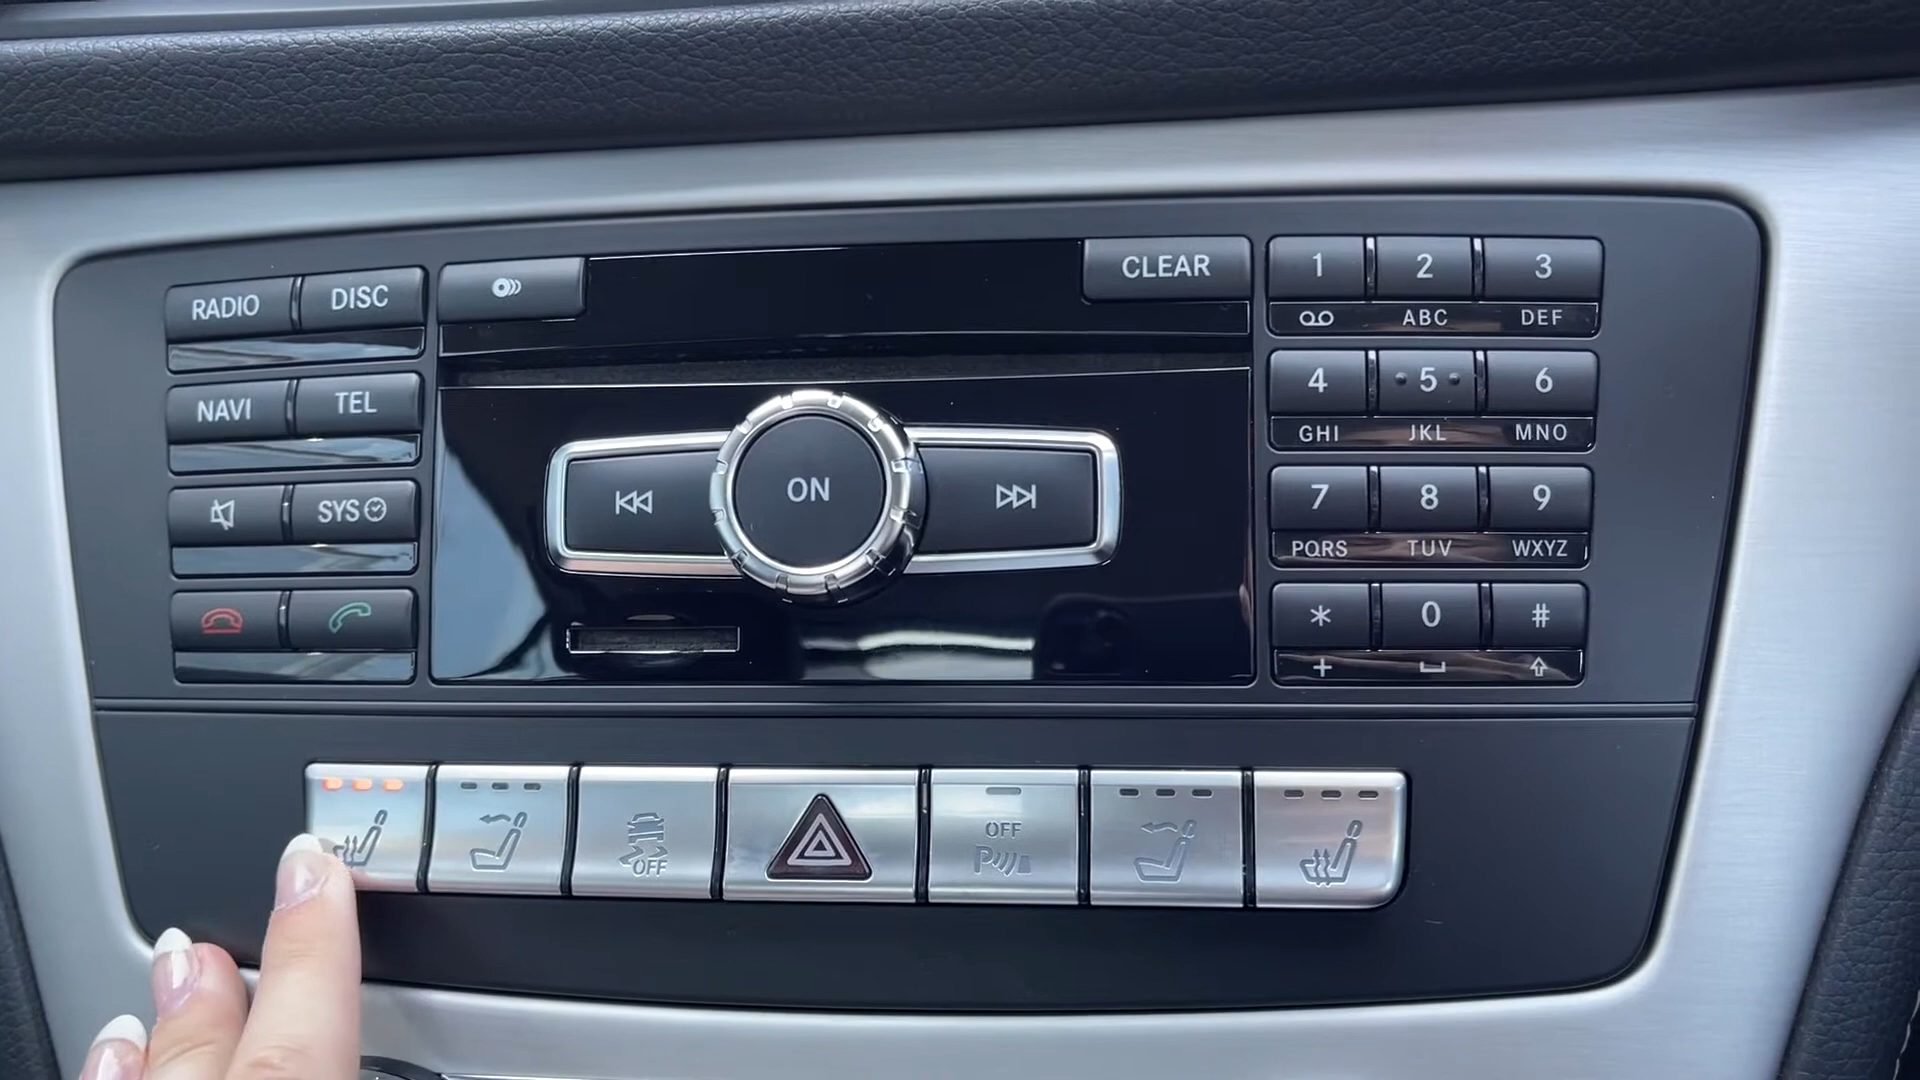 RADIO DISC
CLEAR
1 2 3
ABC DEF
NAVI TEL
ON
4 5 6
GHI JKL MNO
SYS
7 8 9
PQRS TUV WXYZ
* 0 #
+
OFF
OFF
P